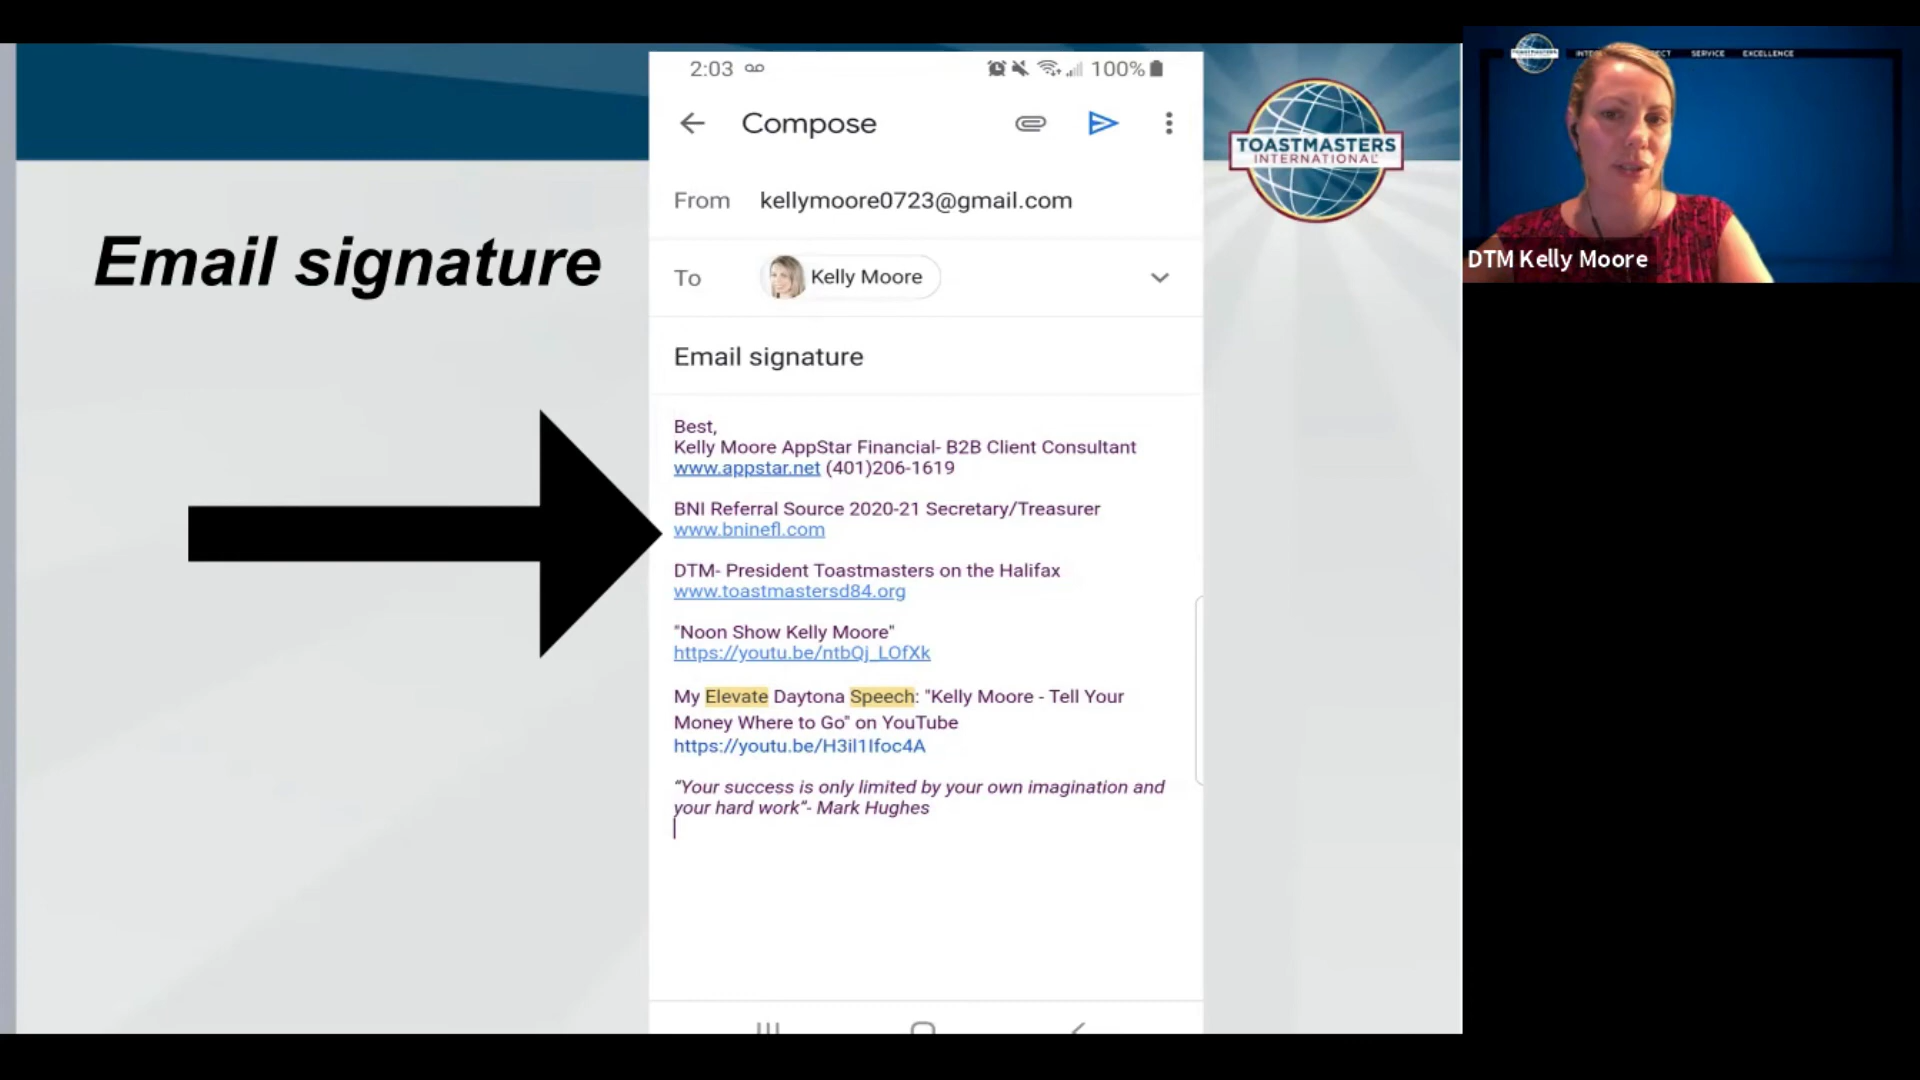 Email signature
2:03
100%
Compose
From kellymoore0723@gmail.com
To Kelly Moore
Email signature
Best,
Kelly Moore AppStar Financial- B2B Client Consultant
www.appstar.net (401)206-1619
BNI Referral Source 2020-21 Secretary/Treasurer
www.bninefl.com
DTM- President Toastmasters on the Halifax
www.toastmastersd84.org
"Noon Show Kelly Moore"
https://youtu.be/ntbQj_LOfXk
My Elevate Daytona Speech: "Kelly Moore - Tell Your
Money Where to Go" on YouTube
https://youtu.be/H3il1Ifoc4A
“Your success is only limited by your own imagination and
your hard work”- Mark Hughes
TOASTMASTERS
INTERNATIONAL
SERVICE EXCELLENCE
DTM Kelly Moore